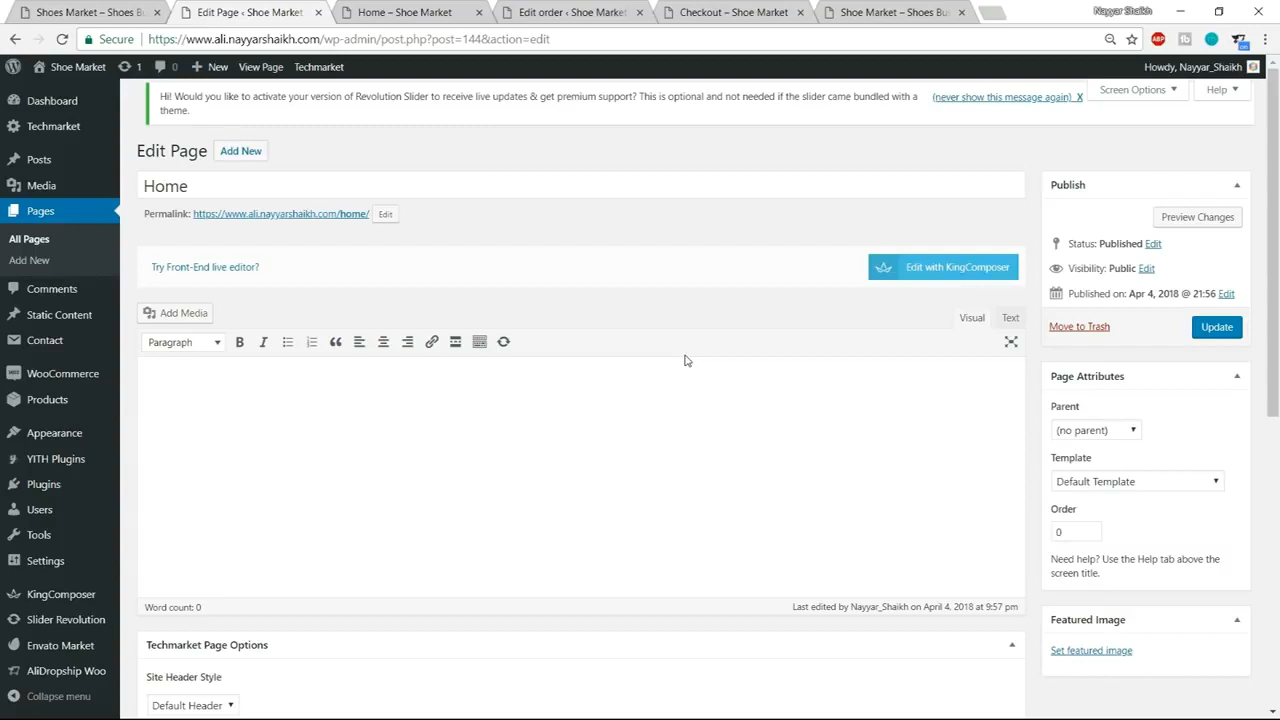 Shoes Market – Shoes Bu
Edit Page ‹ Shoe Market
Home – Shoe Market
Edit order ‹ Shoe Market
Checkout – Shoe Market
Shoe Market – Shoes Bu
Nayyar Shaikh
Secure
https://www.ali.nayyarshaikh.com/wp-admin/post.php?post=144&action=edit
ABP
on
Shoe Market
1
0
New
View Page
Techmarket
Howdy, Nayyar_Shaikh
Dashboard
Techmarket
Posts
Media
Pages
All Pages
Add New
Comments
Static Content
Contact
WooCommerce
Products
Appearance
YITH Plugins
Plugins
Users
Tools
Settings
KingComposer
Slider Revolution
Envato Market
AliDropship Woo
Collapse menu
Hi! Would you like to activate your version of Revolution Slider to receive live updates & get premium support? This is optional and not needed if the slider came bundled with a
theme.
(never show this message again) X
Screen Options
Help
Edit Page
Add New
Home
Permalink: https://www.ali.nayyarshaikh.com/home/
Edit
Try Front-End live editor?
Edit with KingComposer
Add Media
Visual
Text
Paragraph
Word count: 0
Last edited by Nayyar_Shaikh on April 4, 2018 at 9:57 pm
Techmarket Page Options
Site Header Style
Default Header
Publish
Preview Changes
Status: Published Edit
Visibility: Public Edit
Published on: Apr 4, 2018 @ 21:56 Edit
Move to Trash
Update
Page Attributes
Parent
(no parent)
Template
Default Template
Order
0
Need help? Use the Help tab above the
screen title.
Featured Image
Set featured image